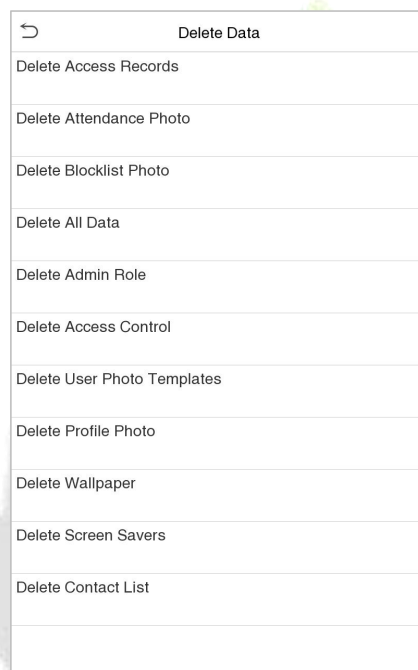 Delete Data
Delete Access Records
Delete Attendance Photo
Delete Blocklist Photo
Delete All Data
Delete Admin Role
Delete Access Control
Delete User Photo Templates
Delete Profile Photo
Delete Wallpaper
Delete Screen Savers
Delete Contact List